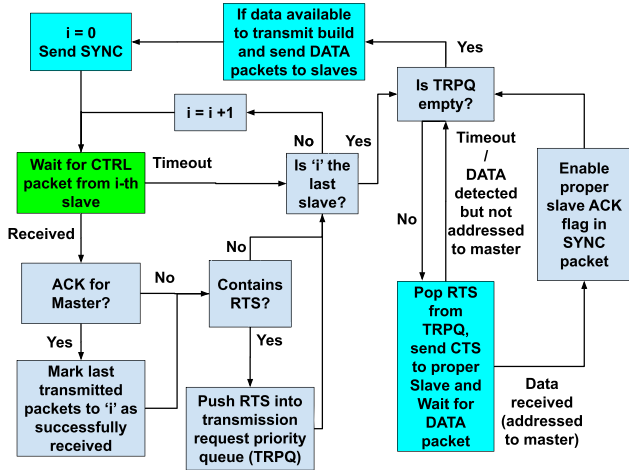 i = 0
Send SYNC
If data available
to transmit build
and send DATA
packets to slaves
Yes
Is TRPQ
empty?
i = i +1
No
Yes
Timeout
/
DATA
detected
but not
addressed
to master
Enable
proper
slave ACK
flag in
SYNC
packet
Wait for CTRL
packet from i-th
slave
Timeout
Is ‘i’ the
last
slave?
No
Received
No
ACK for
Master?
No
Contains
RTS?
Pop RTS
from
TRPQ,
send CTS
to proper
Slave and
Wait for
DATA
packet
Yes
Yes
Mark last
transmitted
packets to ‘i’ as
successfully
received
Push RTS into
transmission
request priority
queue (TRPQ)
Data
received
(addressed
to master)